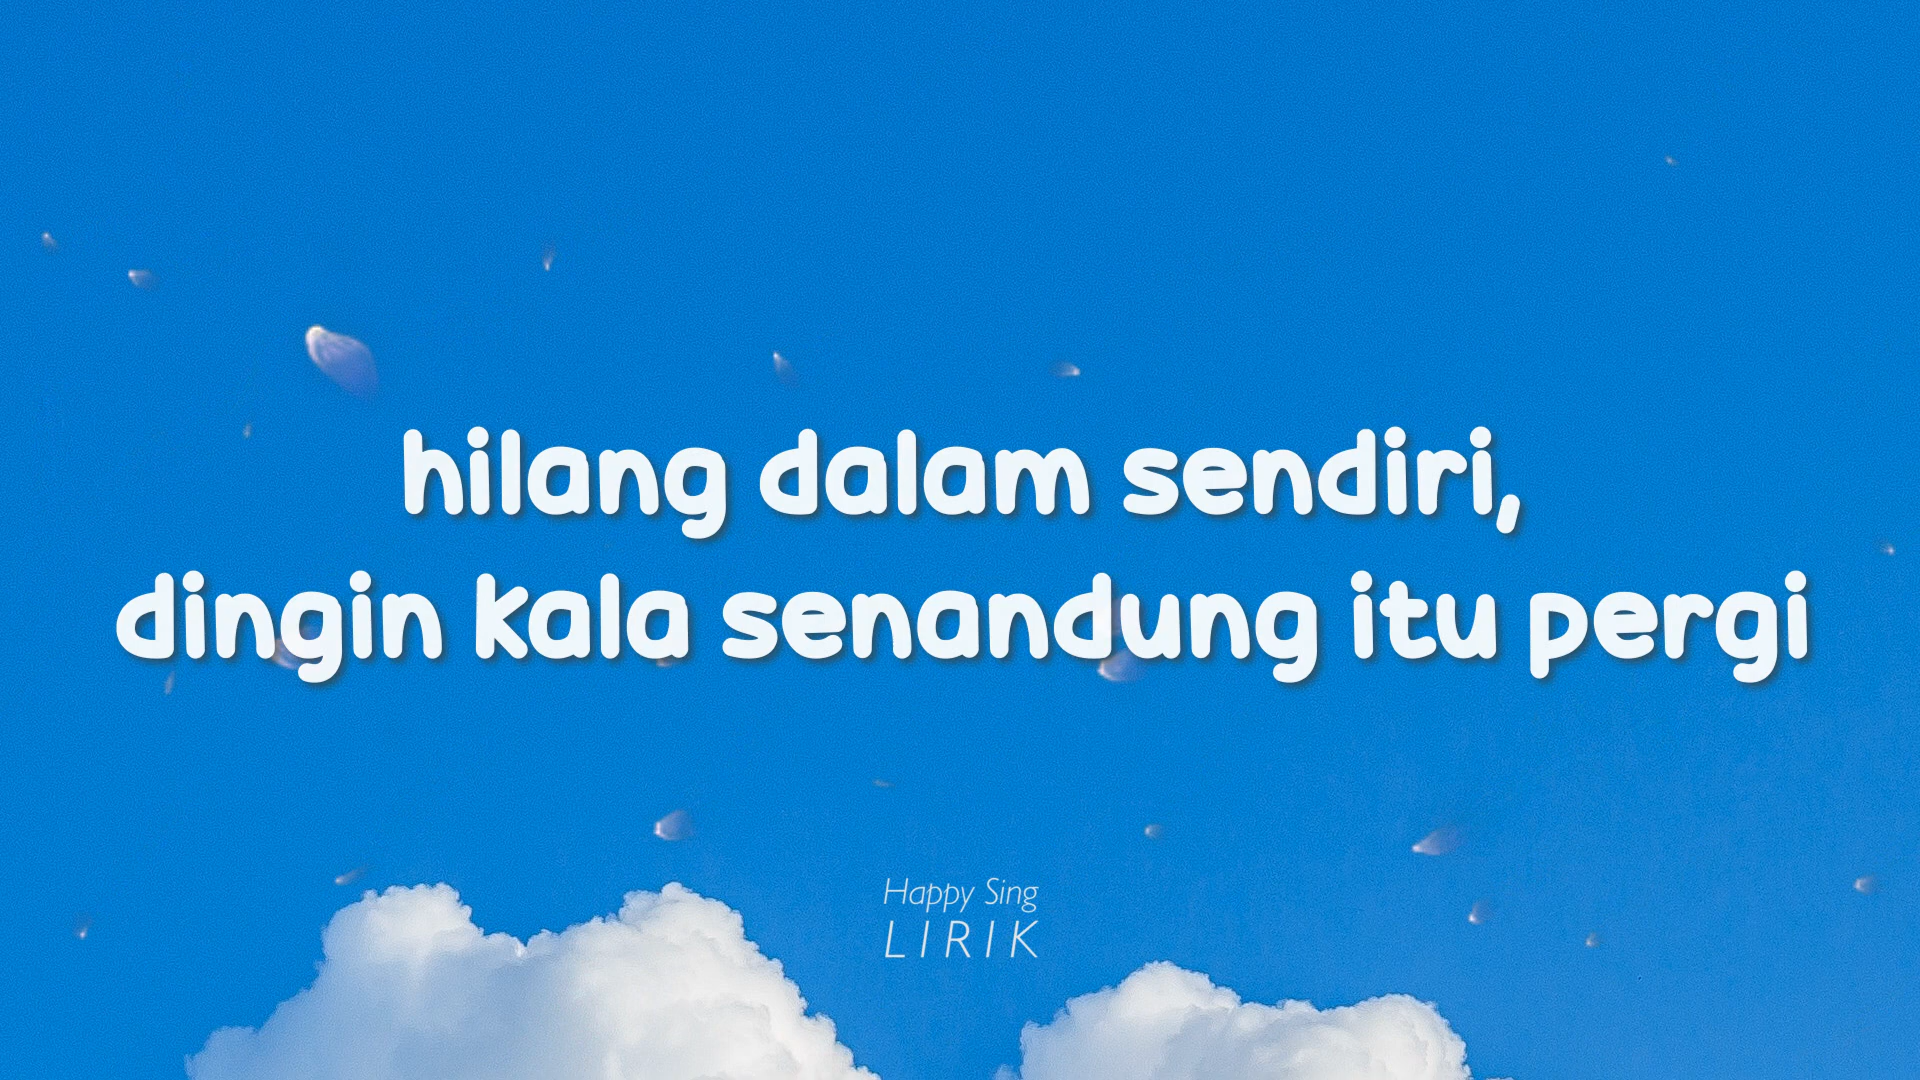 hilang dalam sendiri,
dingin kala senandung itu pergi
Happy Sing
LIRIK